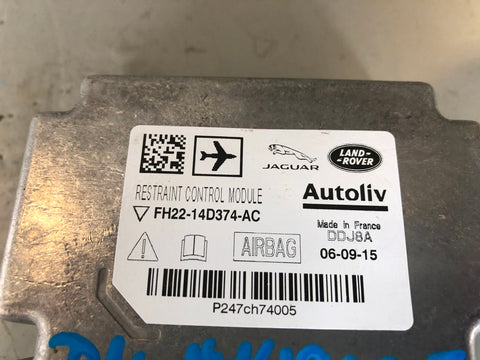 JAGUAR
LAND-
ROVER
RESTRAINT CONTROL MODULE
Autoliv
FH22-14D374-AC
Made in France
DDJ8A
AIRBAG
06-09-15
P247ch74005